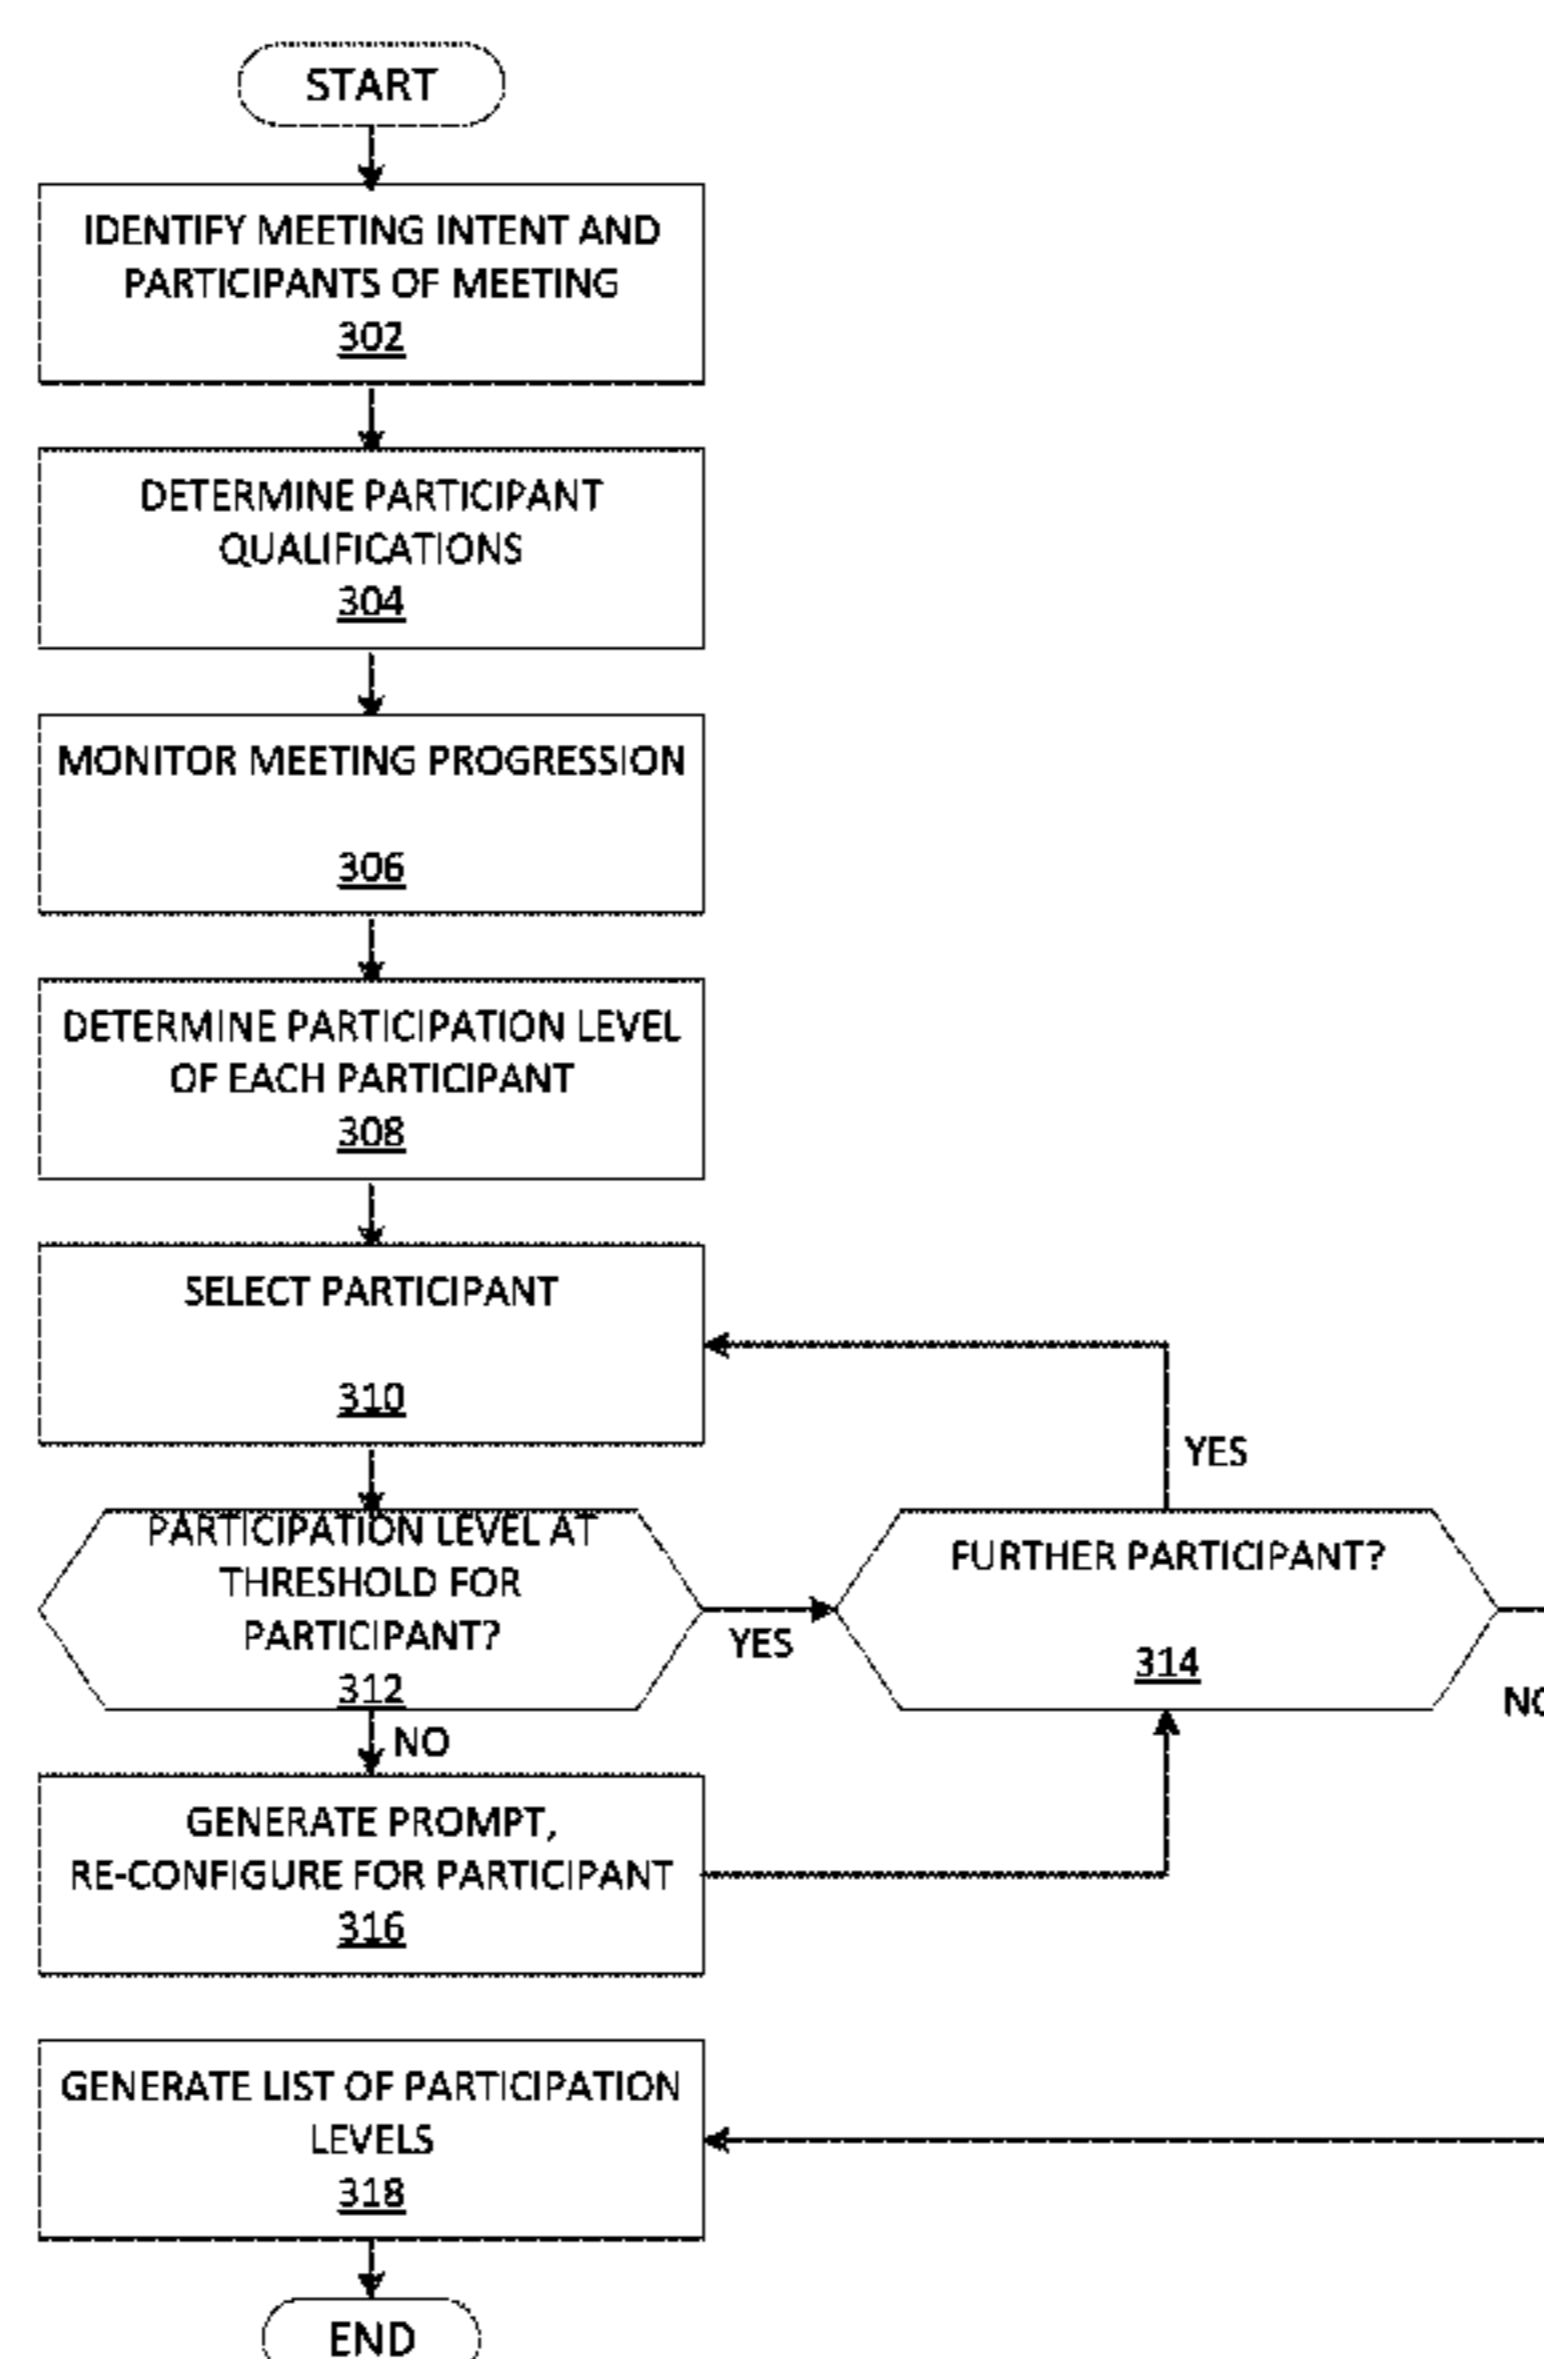 START
IDENTIFY MEETING INTENT AND
PARTICIPANTS OF MEETING
302
DETERMINE PARTICIPANT
QUALIFICATIONS
304
MONITOR MEETING PROGRESSION
306
DETERMINE PARTICIPATION LEVEL
OF EACH PARTICIPANT
308
SELECT PARTICIPANT
310
YES
PARTICIPATION LEVEL AT
THRESHOLD FOR
PARTICIPANT?
312
YES
FURTHER PARTICIPANT?
314
NO
NO
GENERATE PROMPT,
RE-CONFIGURE FOR PARTICIPANT
316
GENERATE LIST OF PARTICIPATION
LEVELS
318
END